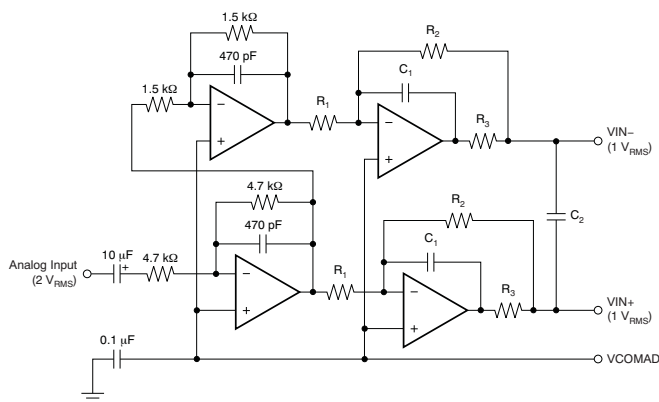 1.5 kΩ
470 pF
R2
C1
1.5 kΩ
−
+
R1
−
+
R3
VIN−
(1 VRMS)
4.7 kΩ
470 pF
R2
C1
C2
10 μF
+
Analog Input
(2 VRMS)
4.7 kΩ
−
+
R1
−
+
R3
VIN+
(1 VRMS)
0.1 μF
VCOMAD